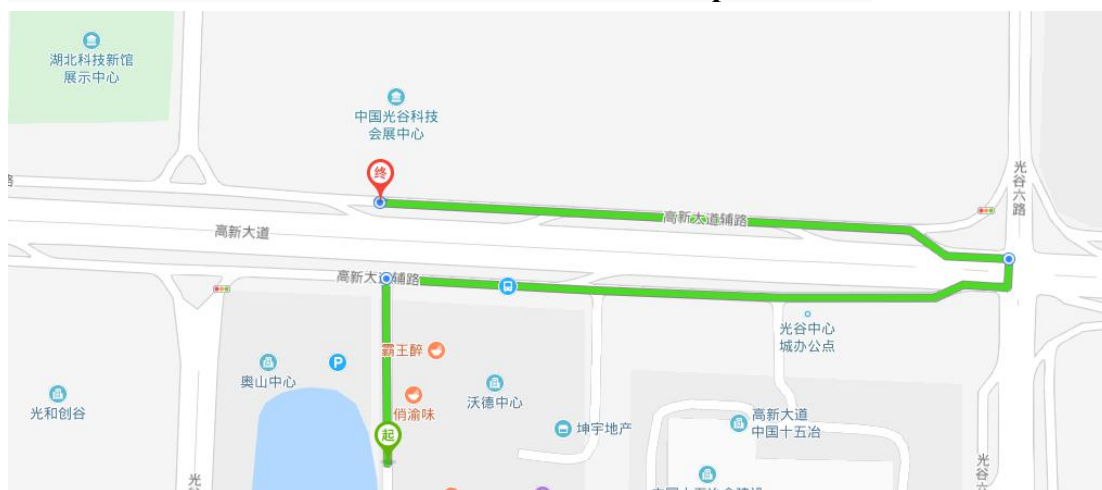 湖北科技新馆
展示中心
中国光谷科技
会展中心
终
路
光谷六路
高新大道辅路
高新大道
高新大道辅路
光谷中心
城办公点
霸王醉
P
奥山中心
沃德中心
光和创谷
俏渝味
高新大道
中国十五冶
坤宇地产
起
光谷六
光